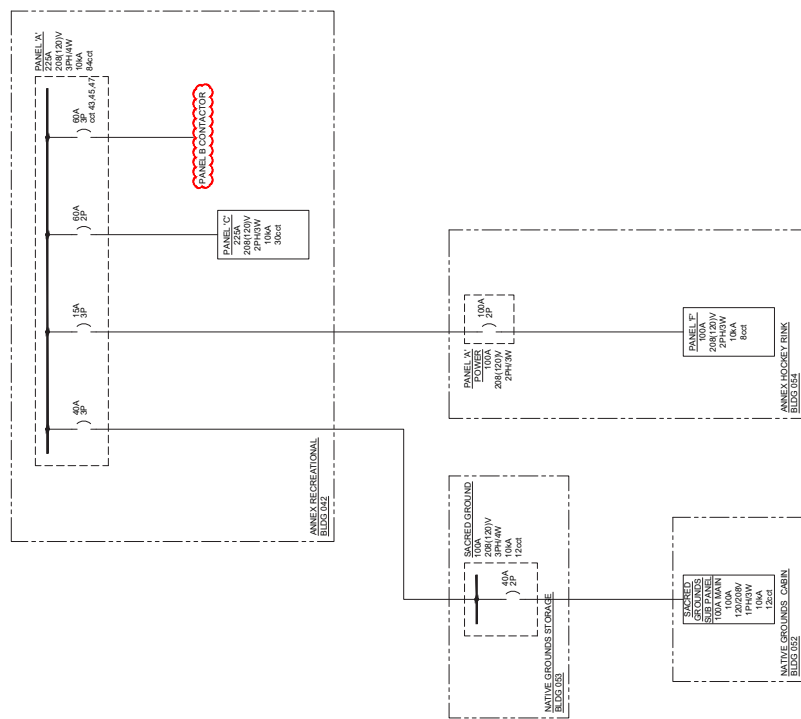 PANEL 'A'
225A
208(120)V
3PH/4W
10kA
84cct
60A
3P
cct 43,45,47
PANEL B CONTACTOR
60A
2P
PANEL 'C'
225A
208(120)V
2PH/3W
10kA
30cct
15A
3P
40A
3P
ANNEX RECREATIONAL
BLDG 042
100A
2P
PANEL 'A'
POWER
100A
208(120)V
2PH/3W
PANEL 'F'
100A
208(120)V
2PH/3W
10kA
8cct
ANNEX HOCKEY RINK
BLDG 054
SACRED GROUND
100A
208(120)V
3PH/4W
10kA
12cct
40A
2P
NATIVE GROUNDS STORAGE
BLDG 053
SACRED
GROUNDS
SUB PANEL
100A MAIN
100A
120/208V
1PH/3W
10kA
12cct
NATIVE GROUNDS CABIN
BLDG 052